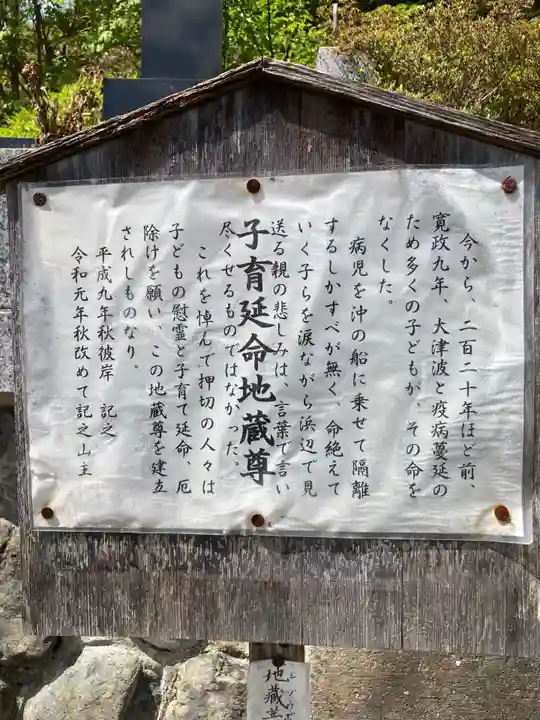 今から、二百二十年ほど前、
寛政九年、大津波と疫病蔓延の
ため多くの子どもが、その命を
なくした。
病児を沖の船に乗せて隔離
するしかすべが無く、命絶えて
いく子らを涙ながら浜辺で見
送る親の悲しみは、言葉で言い
尽くせるものではなかった。
子育延命地蔵尊
これを悼んで押切の人々は
子どもの慰霊と子育て延命、厄
除けを願い、この地蔵尊を建立
されしものなり。
平成九年秋彼岸 記之
令和元年秋改めて記之山主
地蔵